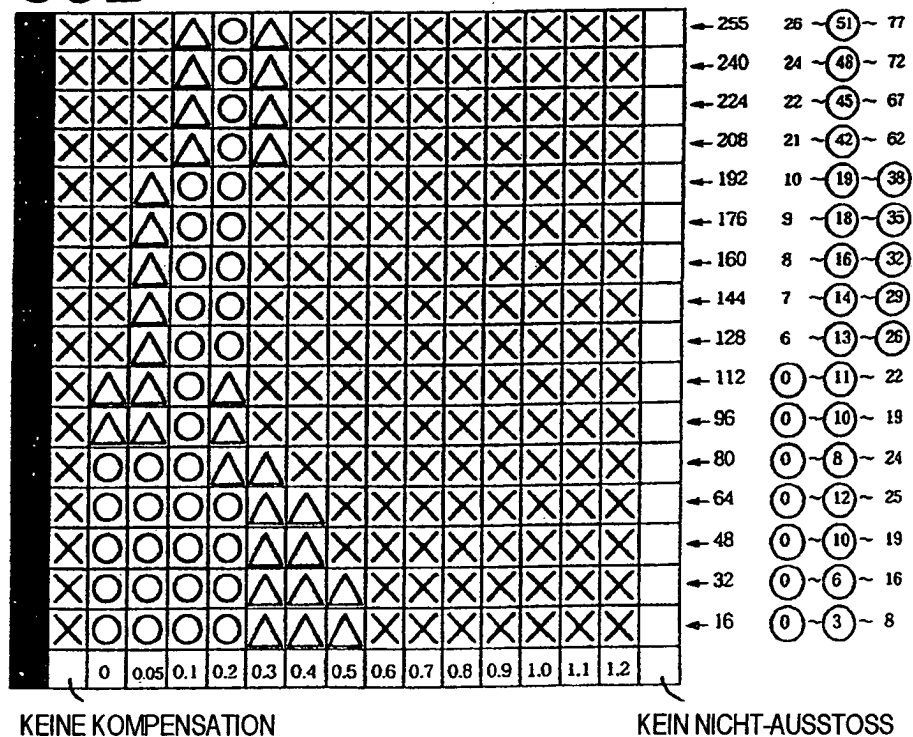 ← 255 26 ~ 51 ~ 77
← 240 24 ~ 48 ~ 72
← 224 22 ~ 45 ~ 67
← 208 21 ~ 42 ~ 62
← 192 10 ~ 19 ~ 38
← 176 9 ~ 18 ~ 35
← 160 8 ~ 16 ~ 32
← 144 7 ~ 14 ~ 29
← 128 6 ~ 13 ~ 26
← 112 0 ~ 11 ~ 22
← 96 0 ~ 10 ~ 19
← 80 0 ~ 8 ~ 24
← 64 0 ~ 12 ~ 25
← 48 0 ~ 10 ~ 19
← 32 0 ~ 6 ~ 16
← 16 0 ~ 3 ~ 8
0 0.05 0.1 0.2 0.3 0.4 0.5 0.6 0.7 0.8 0.9 1.0 1.1 1.2
KEINE KOMPENSATION KEIN NICHT-AUSSTOSS